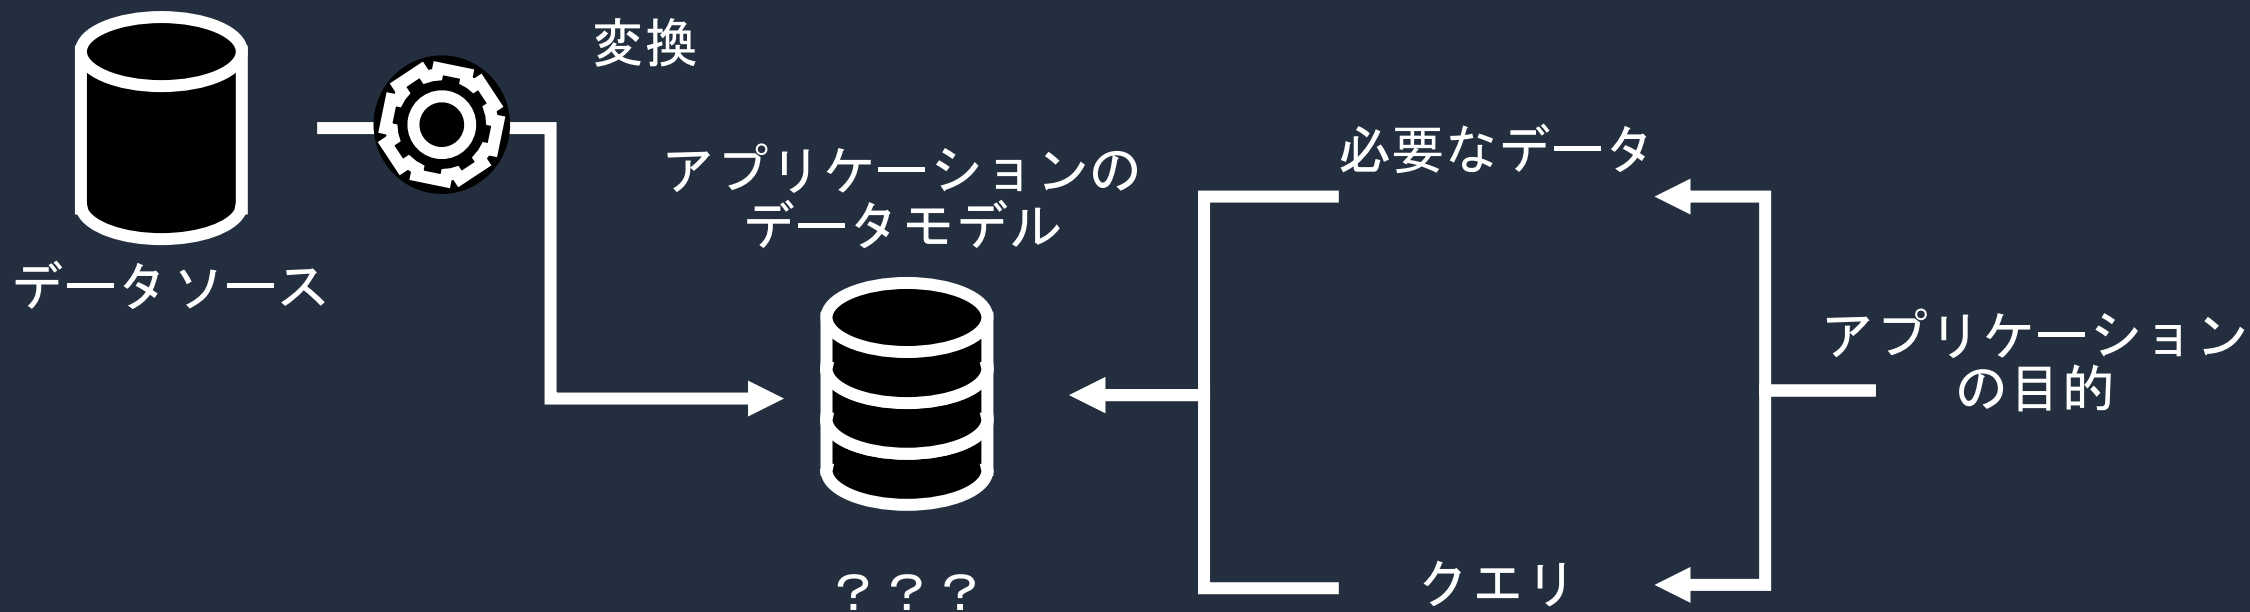 変換
データソース
アプリケーションの
データモデル
？？？
必要なデータ
クエリ
アプリケーション
の目的